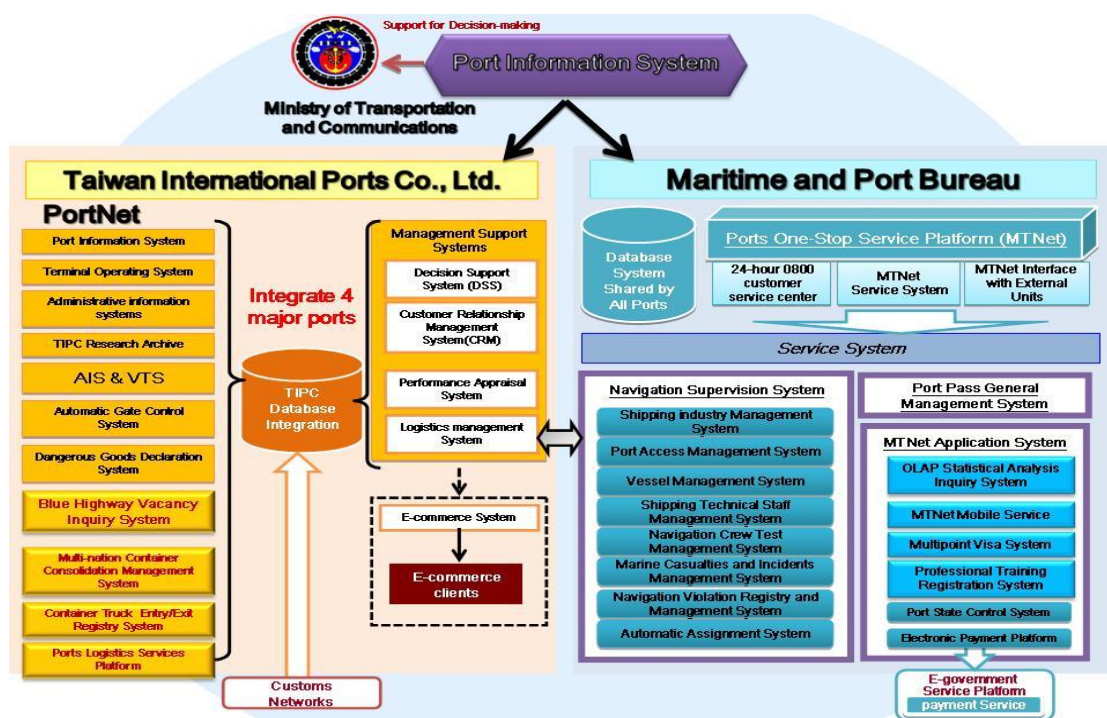 Support for Decision-making
Port Information System
Ministry of Transportation
and Communications
Taiwan International Ports Co., Ltd.
PortNet
Port Information System
Terminal Operating System
Administrative information
systems
TIPC Research Archive
AIS & VTS
Automatic Gate Control
System
Dangerous Goods Declaration
System
Blue Highway Vacancy
Inquiry System
Multi-nation Container
Consolidation Management
System
Container Truck Entry/Exit
Registry System
Ports Logistics Services
Platform
Integrate 4
major ports
TIPC
Database
Integration
Customs
Networks
Management Support
Systems
Decision Support
System (DSS)
Customer Relationship
Management
System(CRM)
Performance Appraisal
System
Logistics management
System
E-commerce System
E-commerce
clients
Maritime and Port Bureau
Database
System
Shared by
All Ports
Ports One-Stop Service Platform (MTNet)
24-hour 0800
customer
service center
MTNet
Service System
MTNet Interface
with External
Units
Service System
Navigation Supervision System
Shipping industry Management
System
Port Access Management System
Vessel Management System
Shipping Technical Staff
Management System
Navigation Crew Test
Management System
Marine Casualties and Incidents
Management System
Navigation Violation Registry and
Management System
Automatic Assignment System
Port Pass General
Management System
MTNet Application System
OLAP Statistical Analysis
Inquiry System
MTNet Mobile Service
Multipoint Visa System
Professional Training
Registration System
Port State Control System
Electronic Payment Platform
E-government
Service Platform
payment Service